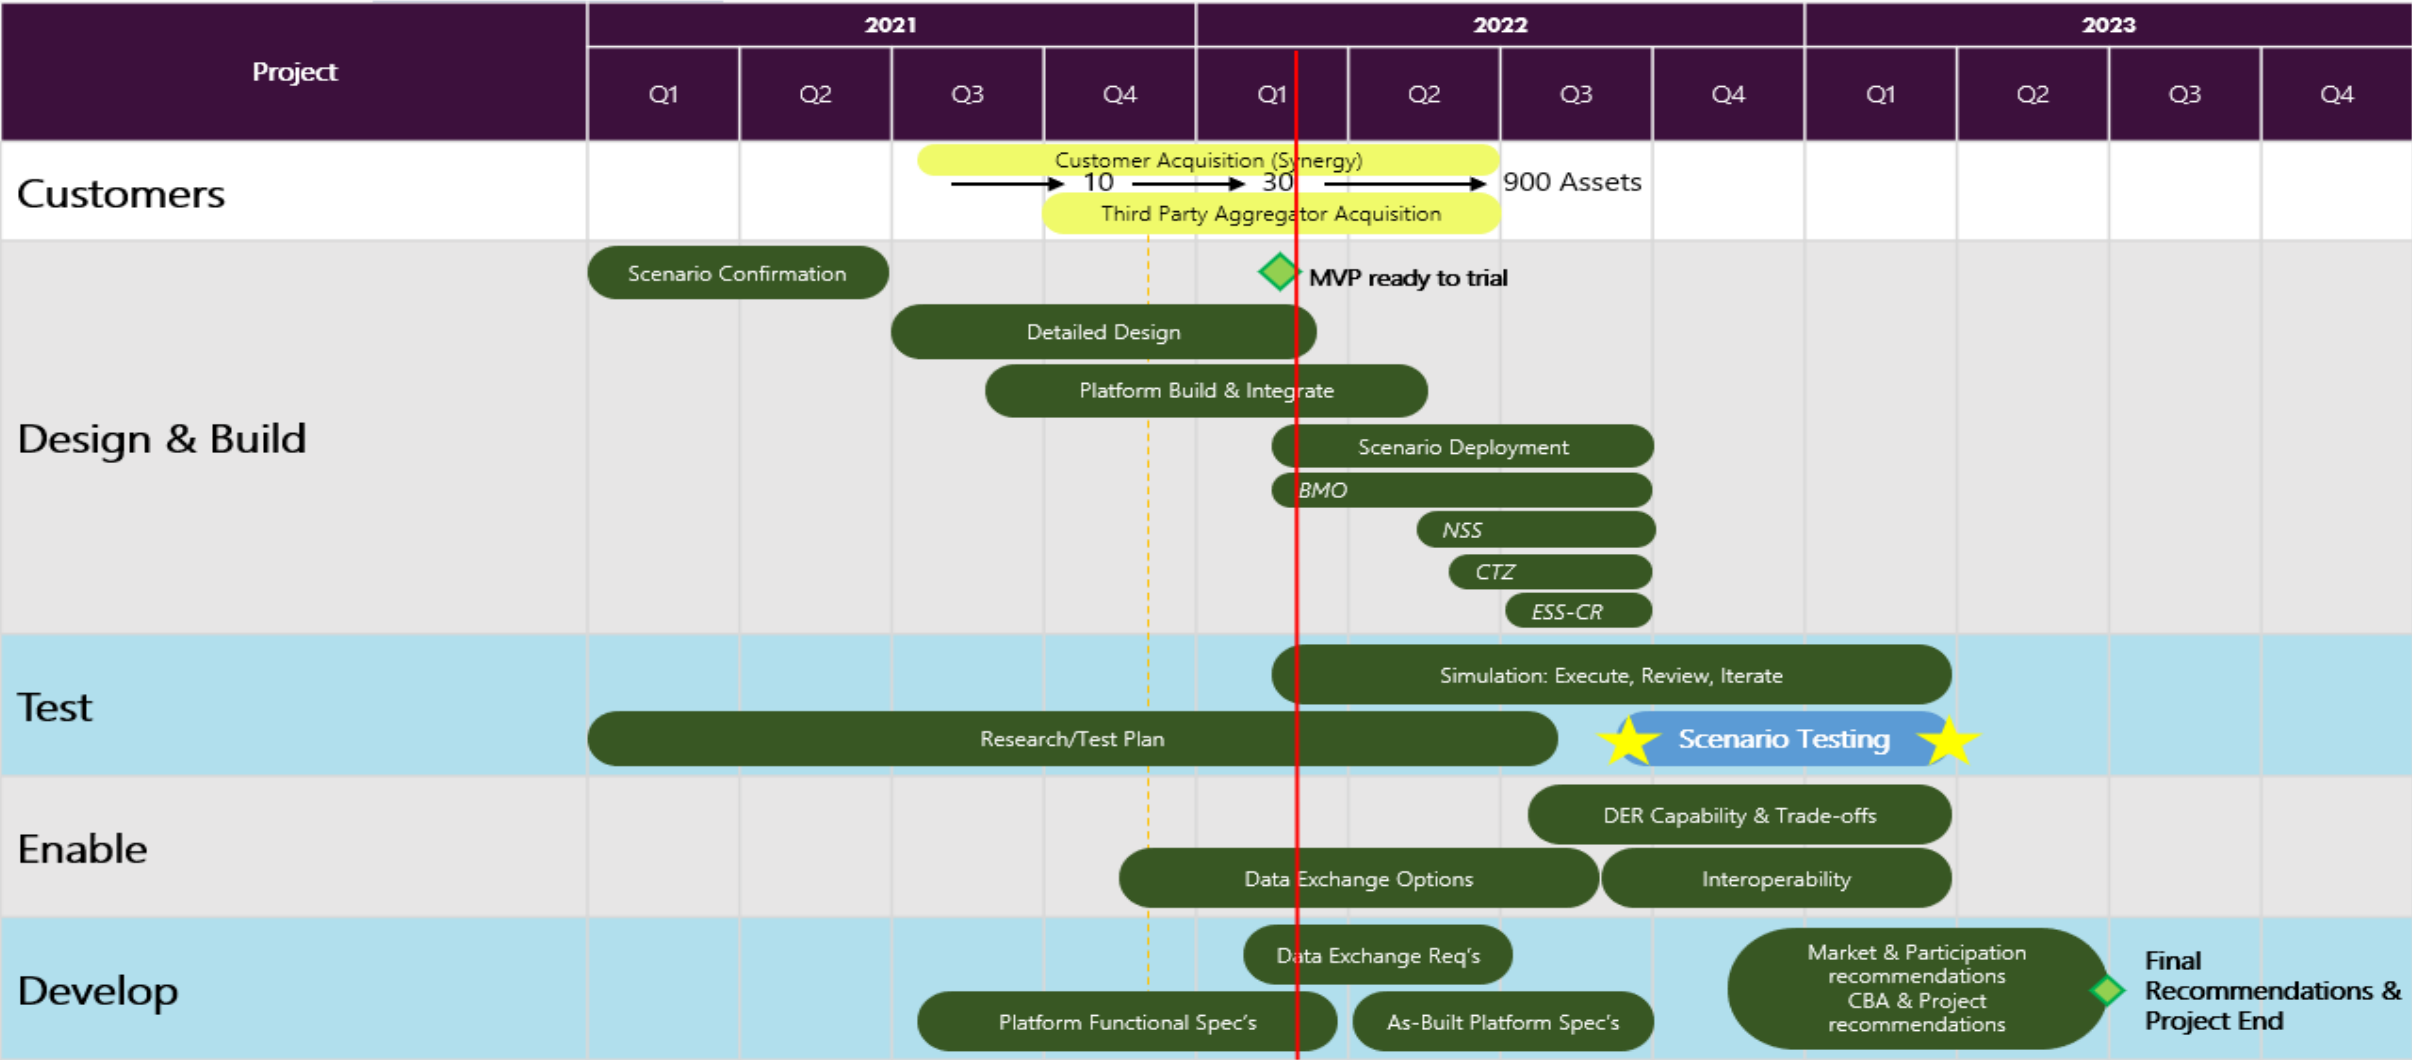 2021
2022
2023
Project
Q1
Q2
Q3
Q4
Q1
Q2
Q3
Q4
Q1
Q2
Q3
Q4
Customers
Customer Acquisition (Synergy)
10
30
900 Assets
Third Party Aggregator Acquisition
Design & Build
Scenario Confirmation
MVP ready to trial
Detailed Design
Platform Build & Integrate
Scenario Deployment
BMO
NSS
CTZ
ESS-CR
Test
Simulation: Execute, Review, Iterate
Research/Test Plan
Scenario Testing
Enable
DER Capability & Trade-offs
Data Exchange Options
Interoperability
Develop
Data Exchange Req's
Platform Functional Spec's
As-Built Platform Spec's
Market & Participation
recommendations
CBA & Project
recommendations
Final
Recommendations &
Project End